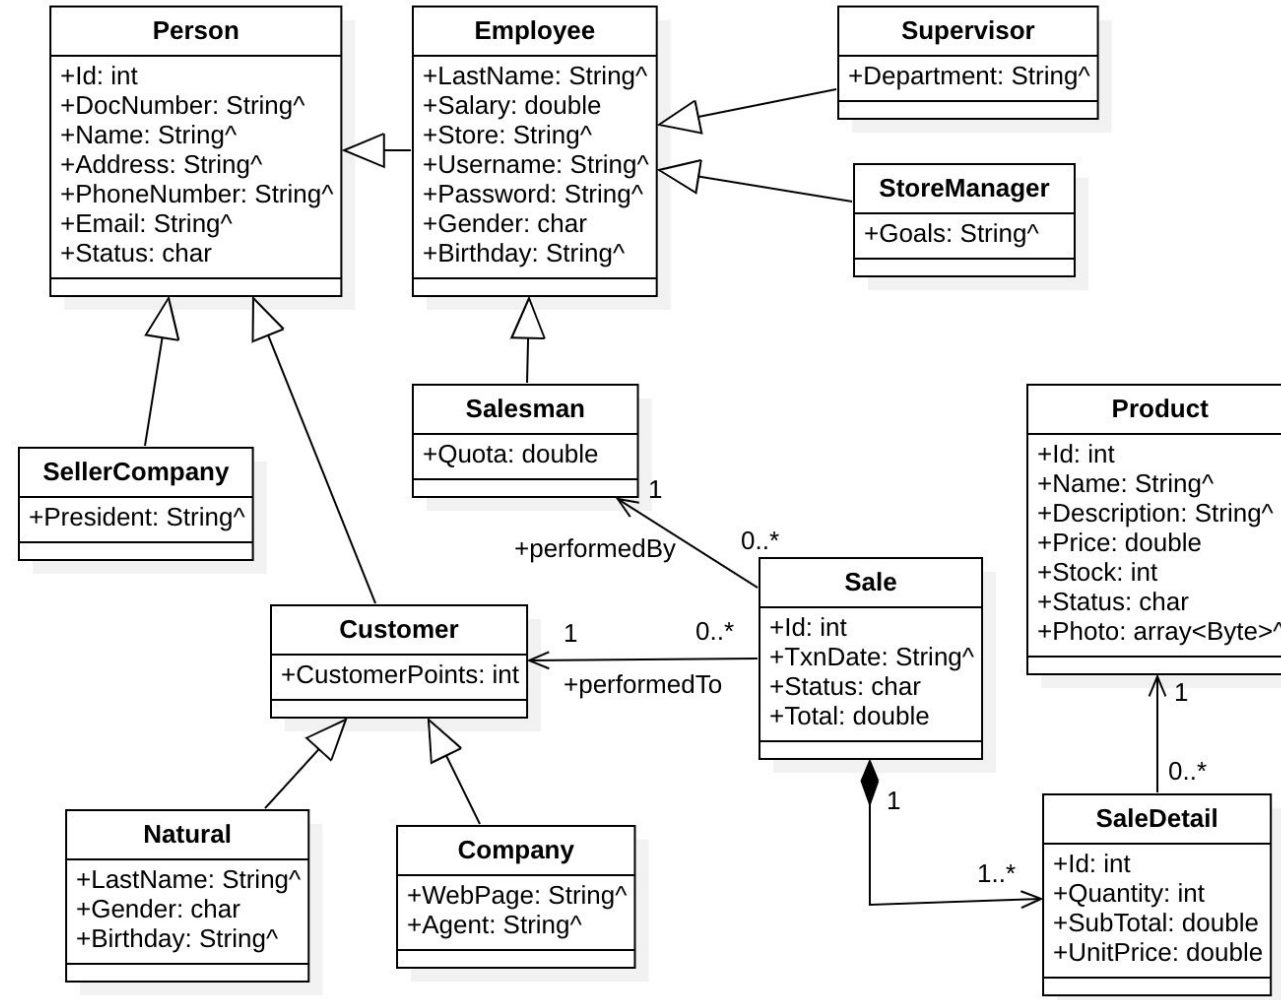 Person
+Id: int
+DocNumber: String^
+Name: String^
+Address: String^
+PhoneNumber: String^
+Email: String^
+Status: char
Employee
+LastName: String^
+Salary: double
+Store: String^
+Username: String^
+Password: String^
+Gender: char
+Birthday: String^
Supervisor
+Department: String^
StoreManager
+Goals: String^
Salesman
+Quota: double
Product
+Id: int
+Name: String^
+Description: String^
+Price: double
+Stock: int
+Status: char
+Photo: array<Byte>^
SellerCompany
+President: String^
1
+performedBy
0..*
Sale
+Id: int
+TxnDate: String^
+Status: char
+Total: double
Customer
+CustomerPoints: int
1
0..*
+performedTo
1
0..*
1
1..*
Natural
+LastName: String^
+Gender: char
+Birthday: String^
Company
+WebPage: String^
+Agent: String^
SaleDetail
+Id: int
+Quantity: int
+SubTotal: double
+UnitPrice: double